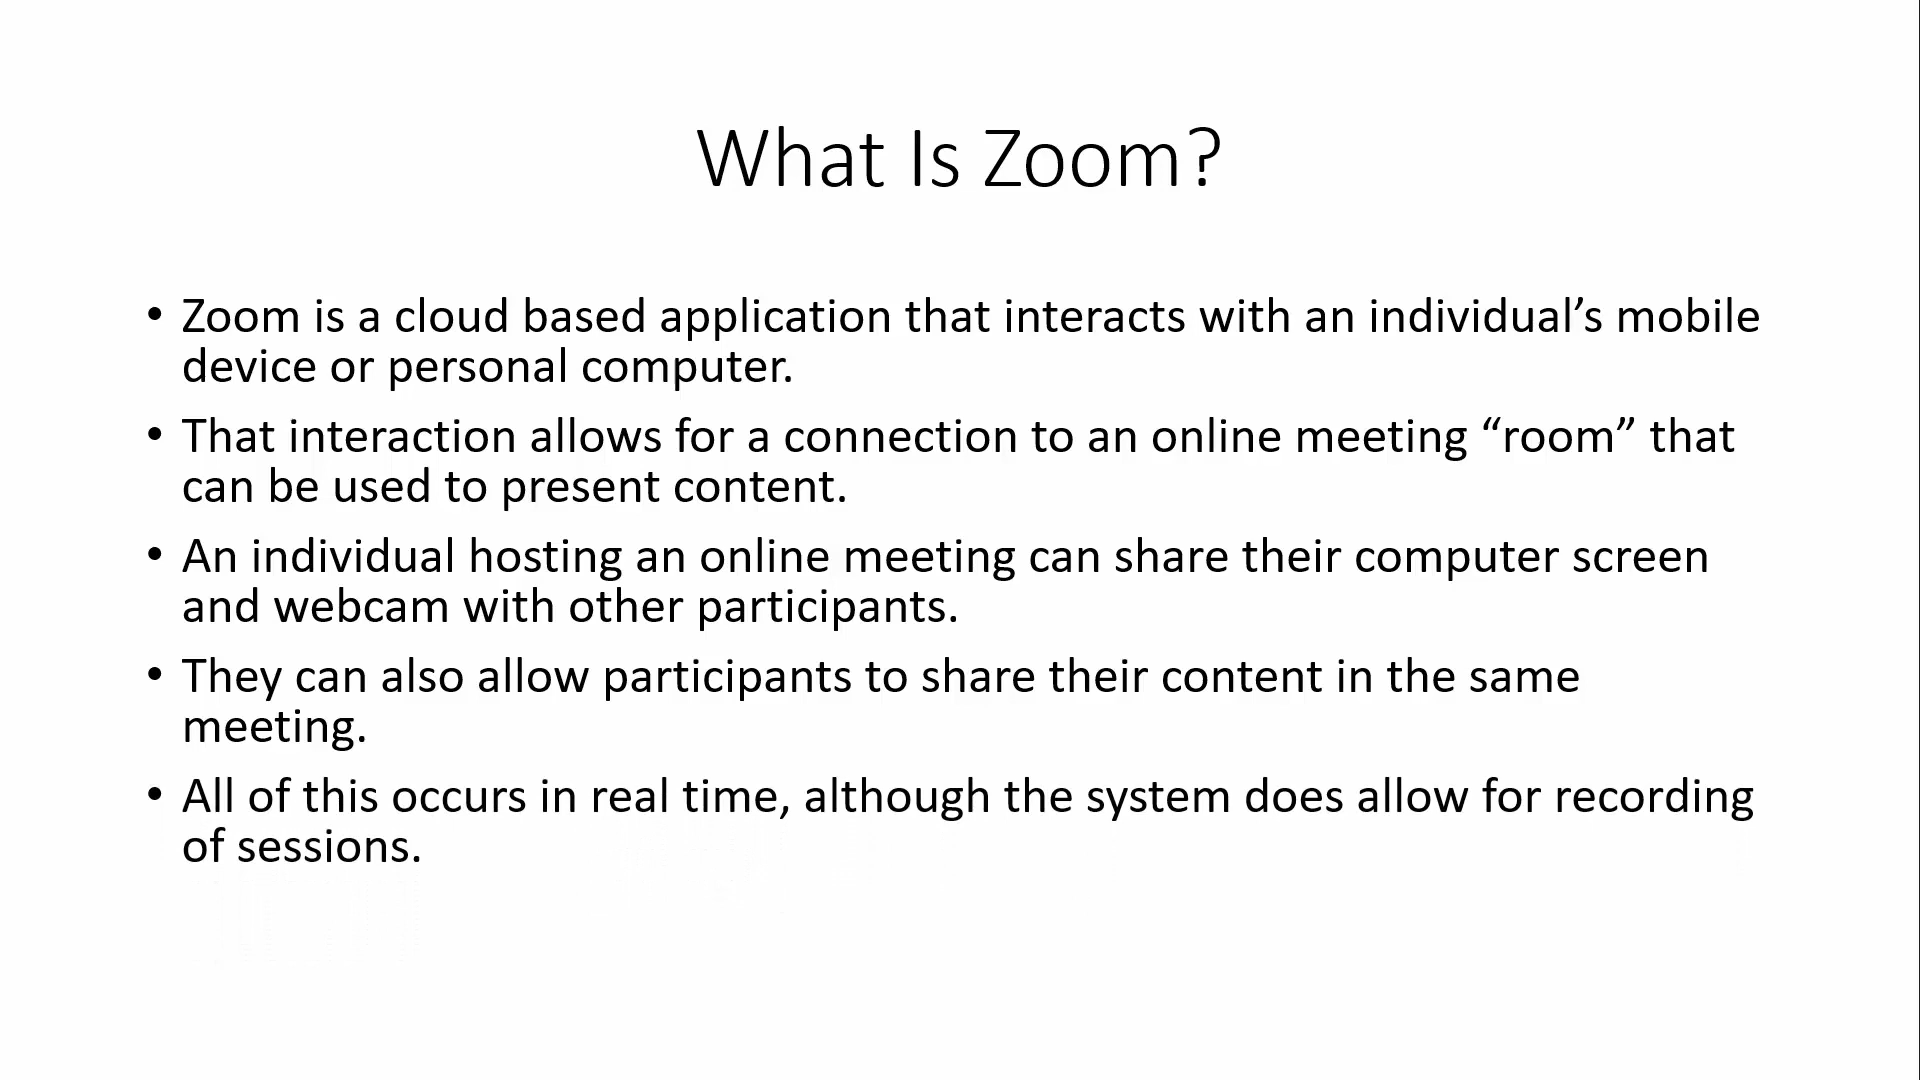 What Is Zoom?
• Zoom is a cloud based application that interacts with an individual’s mobile
device or personal computer.
• That interaction allows for a connection to an online meeting “room” that
can be used to present content.
• An individual hosting an online meeting can share their computer screen
and webcam with other participants.
• They can also allow participants to share their content in the same
meeting.
• All of this occurs in real time, although the system does allow for recording
of sessions.